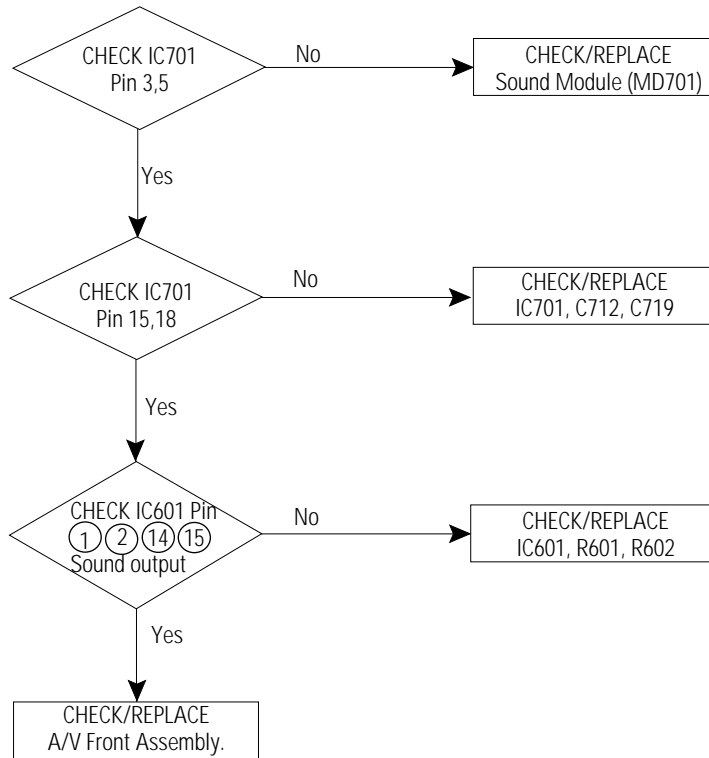 CHECK IC701
Pin 3,5
No
CHECK/REPLACE
Sound Module (MD701)
Yes
CHECK IC701
Pin 15,18
No
CHECK/REPLACE
IC701, C712, C719
Yes
CHECK IC601 Pin
1 2 14 15
Sound output
No
CHECK/REPLACE
IC601, R601, R602
Yes
CHECK/REPLACE
A/V Front Assembly.